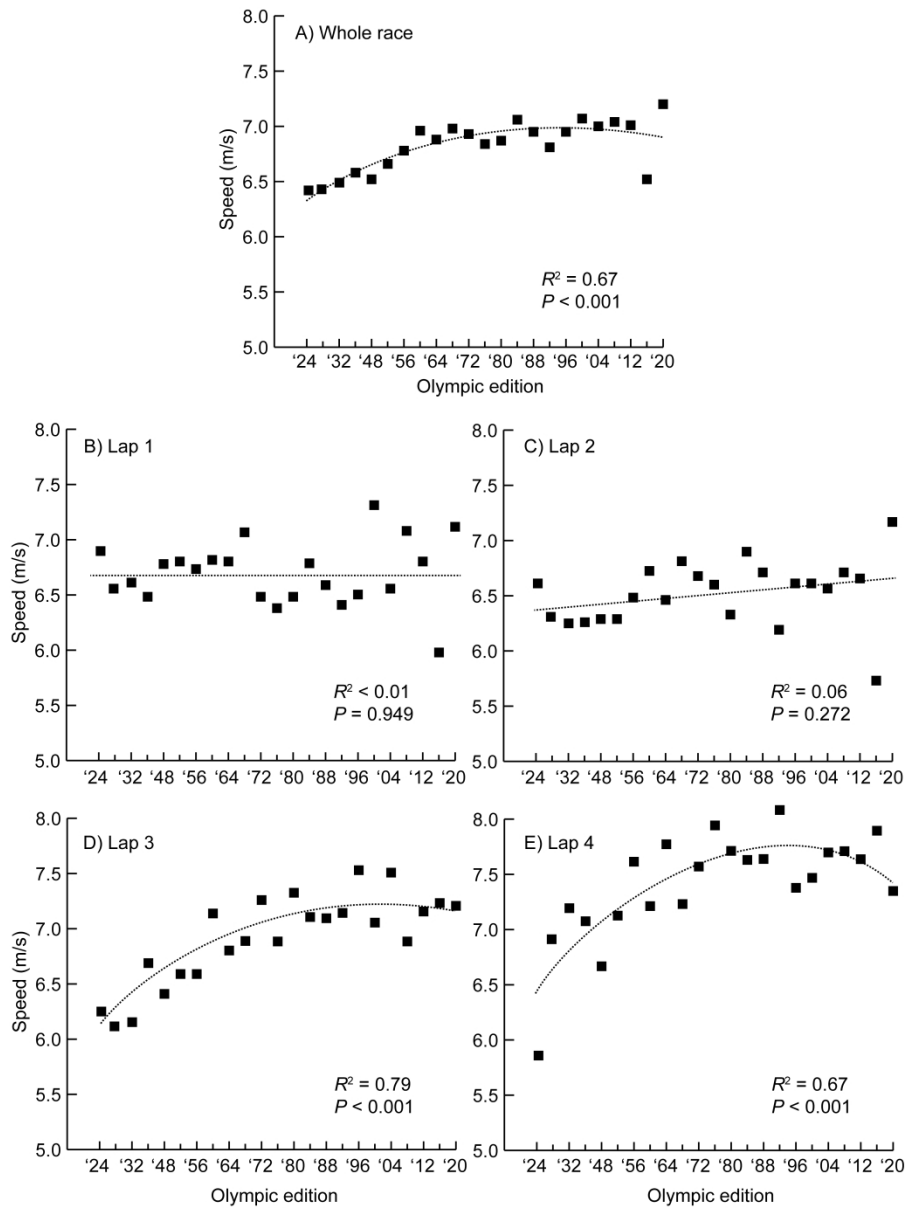 A) Whole race
8.0
7.5
7.0
6.5
6.0
5.5
5.0
Speed (m/s)
R² = 0.67
P < 0.001
‘24 ‘32 ‘48 ‘56 ‘64 ‘72 ‘80 ‘88 ‘96 ‘04 ‘12 ‘20
Olympic edition
B) Lap 1
8.0
7.5
7.0
6.5
6.0
5.5
5.0
Speed (m/s)
R² < 0.01
P = 0.949
‘24 ‘32 ‘48 ‘56 ‘64 ‘72 ‘80 ‘88 ‘96 ‘04 ‘12 ‘20
C) Lap 2
8.0
7.5
7.0
6.5
6.0
5.5
5.0
R² = 0.06
P = 0.272
‘24 ‘32 ‘48 ‘56 ‘64 ‘72 ‘80 ‘88 ‘96 ‘04 ‘12 ‘20
D) Lap 3
8.0
7.5
7.0
6.5
6.0
5.5
5.0
Speed (m/s)
R² = 0.79
P < 0.001
‘24 ‘32 ‘48 ‘56 ‘64 ‘72 ‘80 ‘88 ‘96 ‘04 ‘12 ‘20
Olympic edition
E) Lap 4
8.0
7.5
7.0
6.5
6.0
5.5
5.0
R² = 0.67
P < 0.001
‘24 ‘32 ‘48 ‘56 ‘64 ‘72 ‘80 ‘88 ‘96 ‘04 ‘12 ‘20
Olympic edition